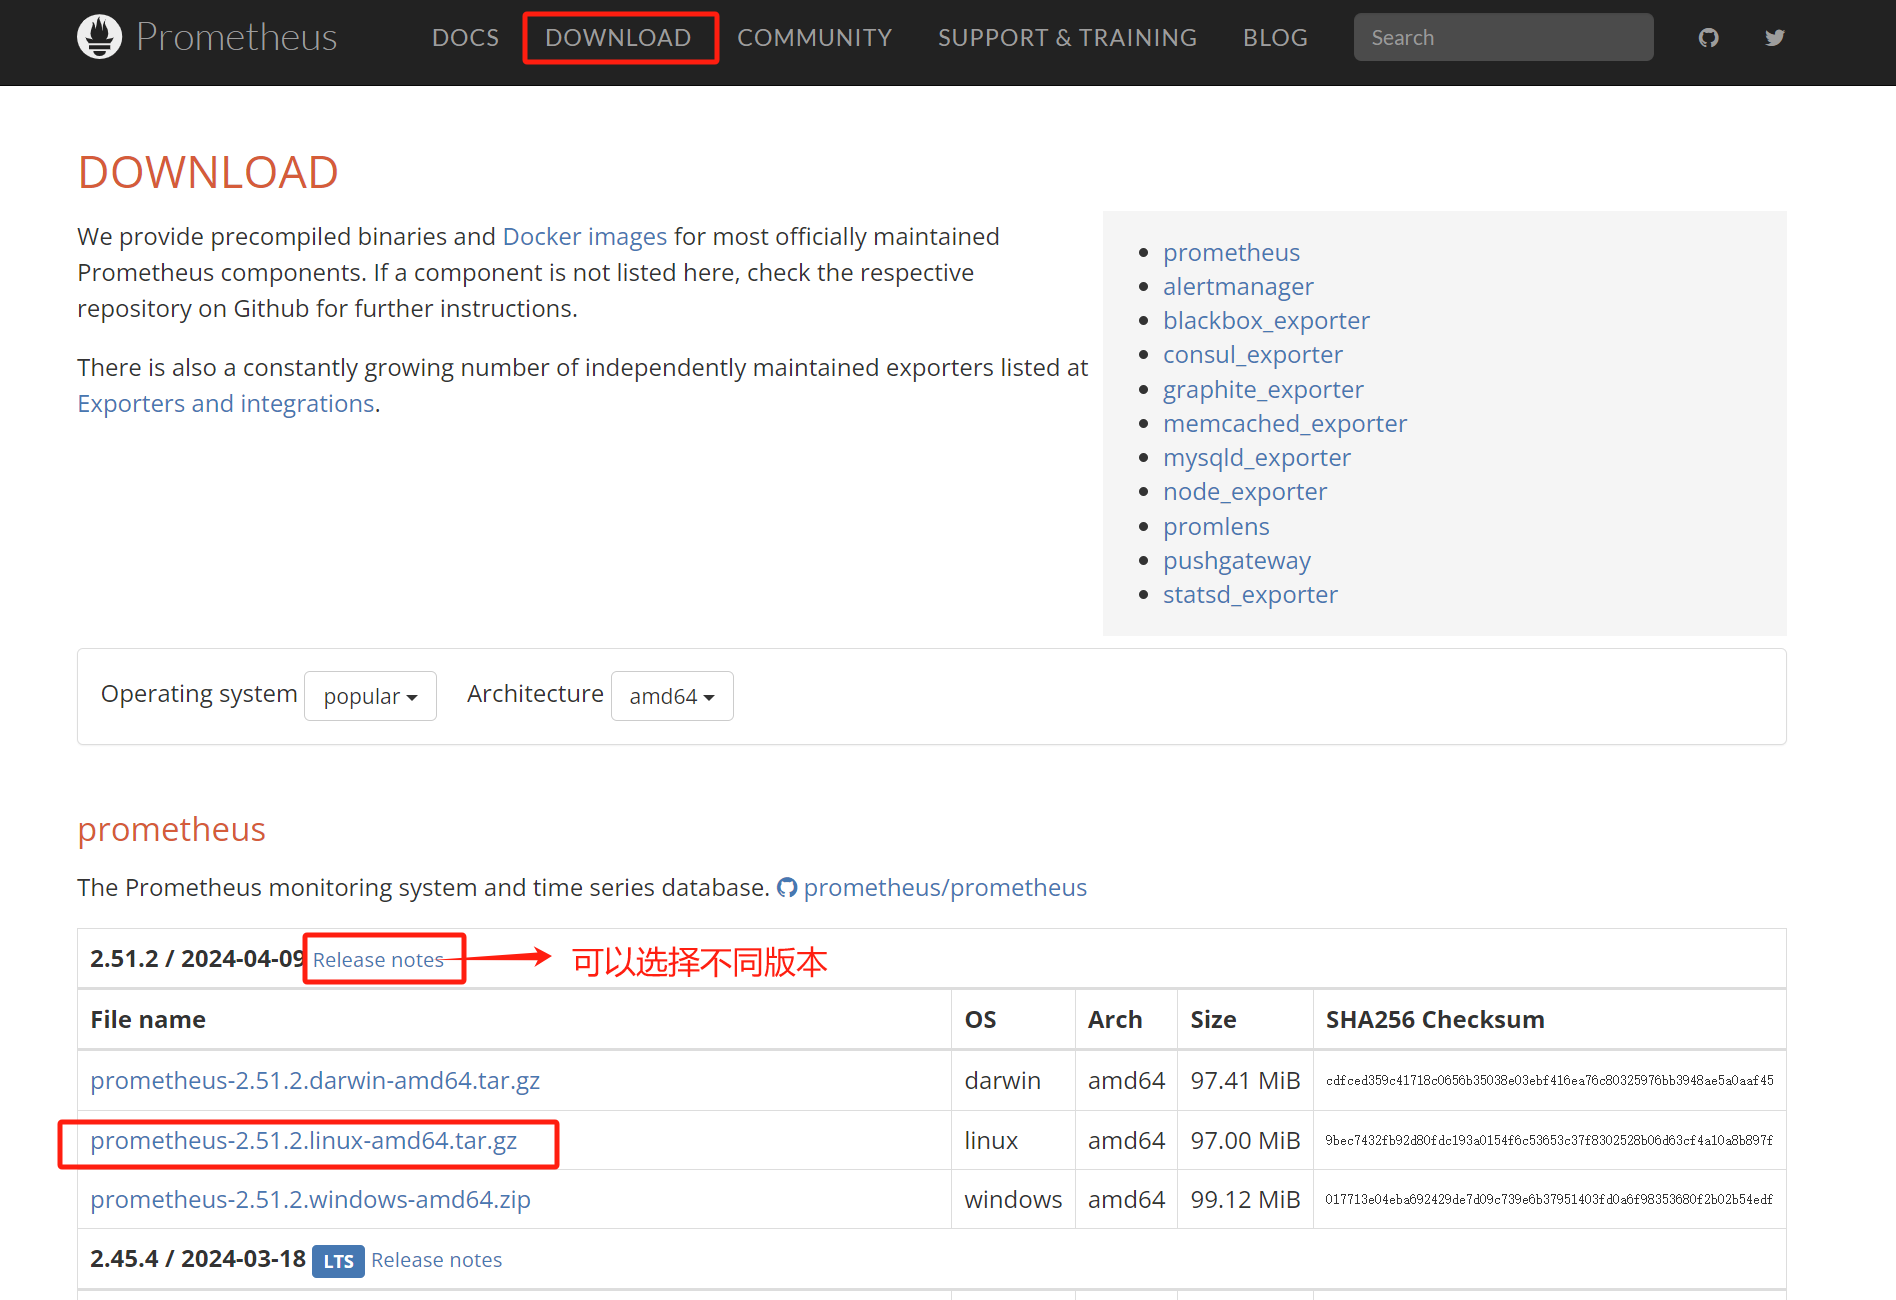 Prometheus DOCS DOWNLOAD COMMUNITY SUPPORT & TRAINING BLOG Search
DOWNLOAD
We provide precompiled binaries and Docker images for most officially maintained
Prometheus components. If a component is not listed here, check the respective
repository on Github for further instructions.
There is also a constantly growing number of independently maintained exporters listed at
Exporters and integrations.
prometheus
alertmanager
blackbox_exporter
consul_exporter
graphite_exporter
memcached_exporter
mysqld_exporter
node_exporter
promlens
pushgateway
statsd_exporter
Operating system popular Architecture amd64
prometheus
The Prometheus monitoring system and time series database. prometheus/prometheus
2.51.2 / 2024-04-09 Release notes 可以选择不同版本
File name OS Arch Size SHA256 Checksum
prometheus-2.51.2.darwin-amd64.tar.gz darwin amd64 97.41 MiB cdfced359c41718c0656b35038e03ebf416ea76c80325976bb3948ae5a0aaf45
prometheus-2.51.2.linux-amd64.tar.gz linux amd64 97.00 MiB 9bec7432fb92d80fdc193a0154f6c53653c37f8302528b06d63cf4a10a8b897f
prometheus-2.51.2.windows-amd64.zip windows amd64 99.12 MiB 017713e04eba692429de7d09c739e6b37951403fd0a6f98353680f2b02b54edf
2.45.4 / 2024-03-18 LTS Release notes